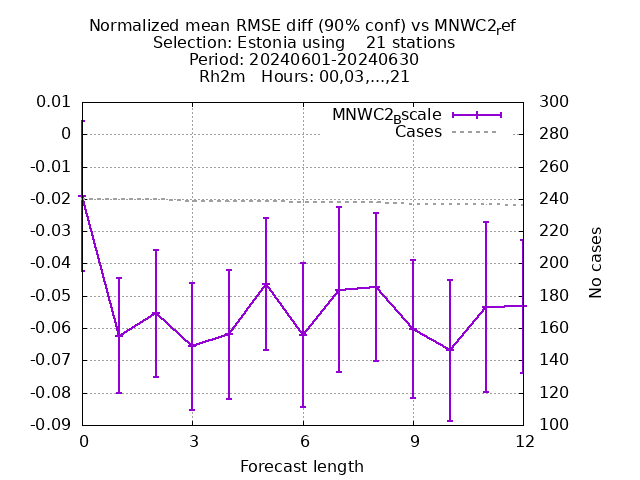 Normalized mean RMSE diff (90% conf) vs MNWC2ref
Selection: Estonia using 21 stations
Period: 20240601-20240630
Rh2m Hours: 00,03,...,21
MNWC2Bscale
Cases
0.01
0
-0.01
-0.02
-0.03
-0.04
-0.05
-0.06
-0.07
-0.08
-0.09
300
280
260
240
220
200
180
160
140
120
100
No cases
0 3 6 9 12
Forecast length